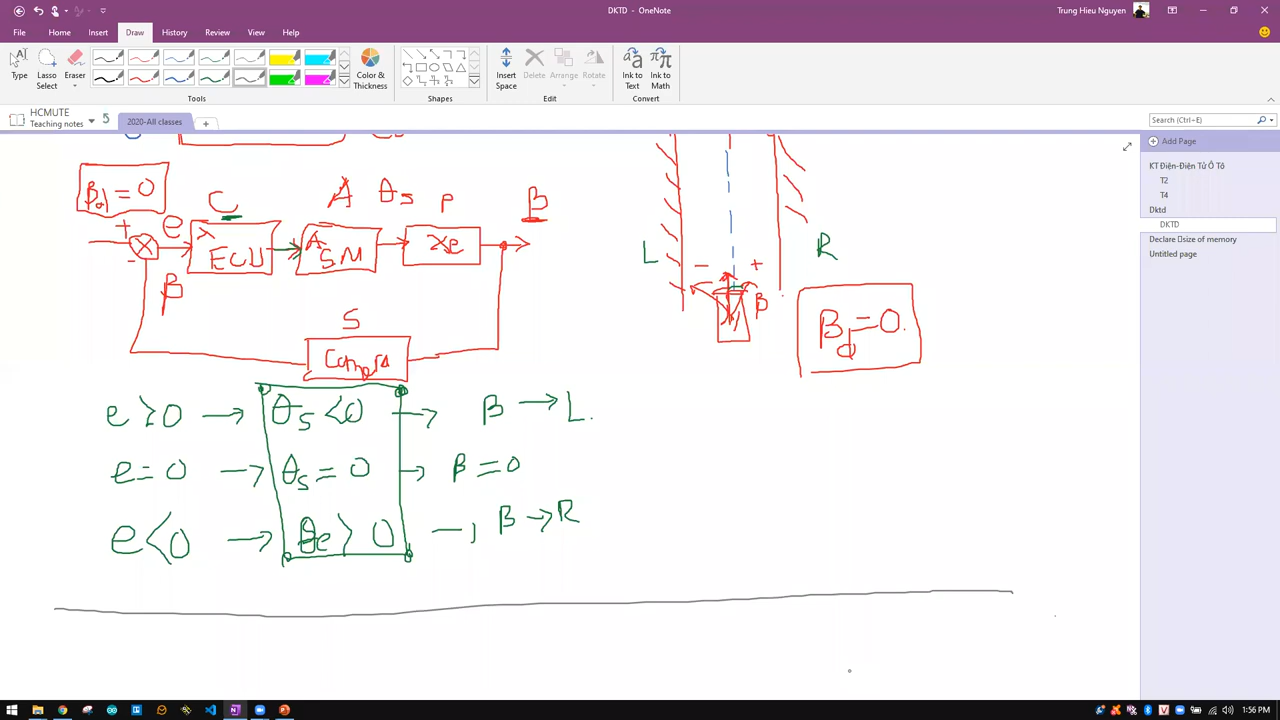 DKTD - OneNote
Trung Hieu Nguyen
File Home Insert Draw History Review View Help
Type
Lasso Select
Eraser
Color & Thickness
Insert Space
Delete
Arrange
Rotate
Ink to Text
Ink to Math
Tools
Shapes
Edit
Convert
HCMUTE
Teaching notes
2020-All classes
+
Search (Ctrl+E)
Add Page
KT Điện-Điện Tử Ô Tô
T2
T4
Dktd
DKTD
Declare size of memory
Untitled page
βd = 0
C
A θs P β
+ e
ECU
A SM
Xe
-
β
S
Camera
L R
- +
β
βd = 0.
e > 0 → θs < 0 → β → L.
e = 0 → θs = 0 → β = 0
e < 0 → θe > 0 → β → R
1:56 PM